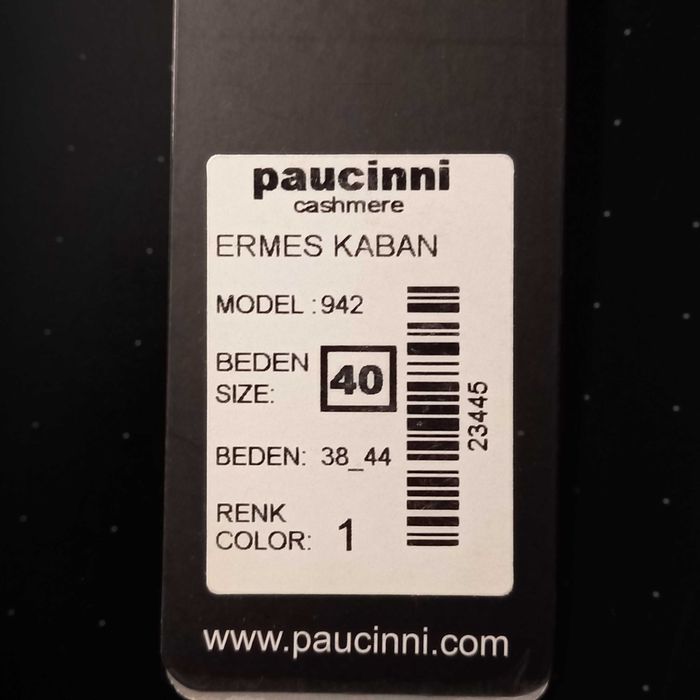 paucinni
cashmere
ERMES KABAN
MODEL : 942
BEDEN
SIZE: 40
BEDEN: 38_44
RENK
COLOR: 1
23445
www.paucinni.com